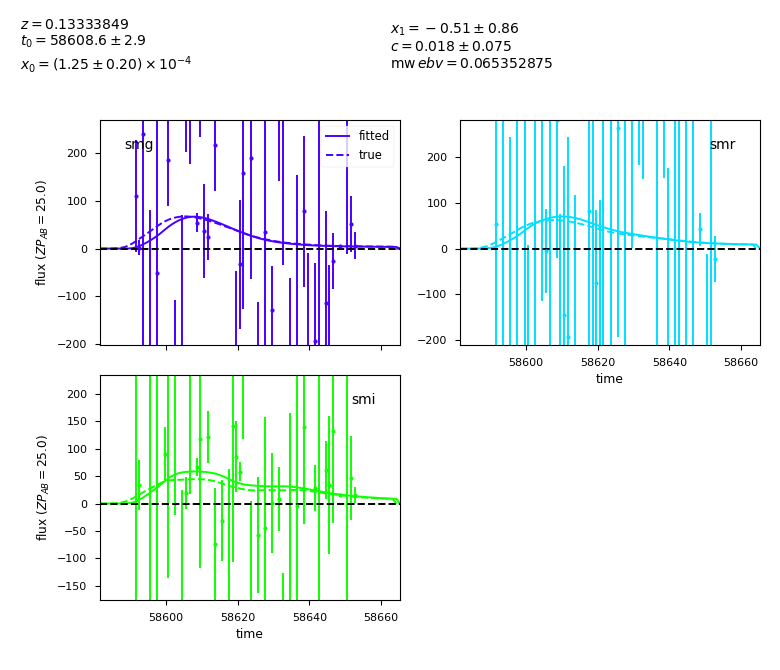 z = 0.13333849
t₀ = 58608.6 ± 2.9
x₀ = (1.25 ± 0.20) × 10⁻⁴
x₁ = −0.51 ± 0.86
c = 0.018 ± 0.075
mw ebv = 0.065352875
smg
fitted
true
200
100
0
−100
−200
flux (ZP_AB = 25.0)
smr
200
100
0
−100
−200
58600 58620 58640 58660
time
smi
200
150
100
50
0
−50
−100
−150
flux (ZP_AB = 25.0)
58600 58620 58640 58660
time